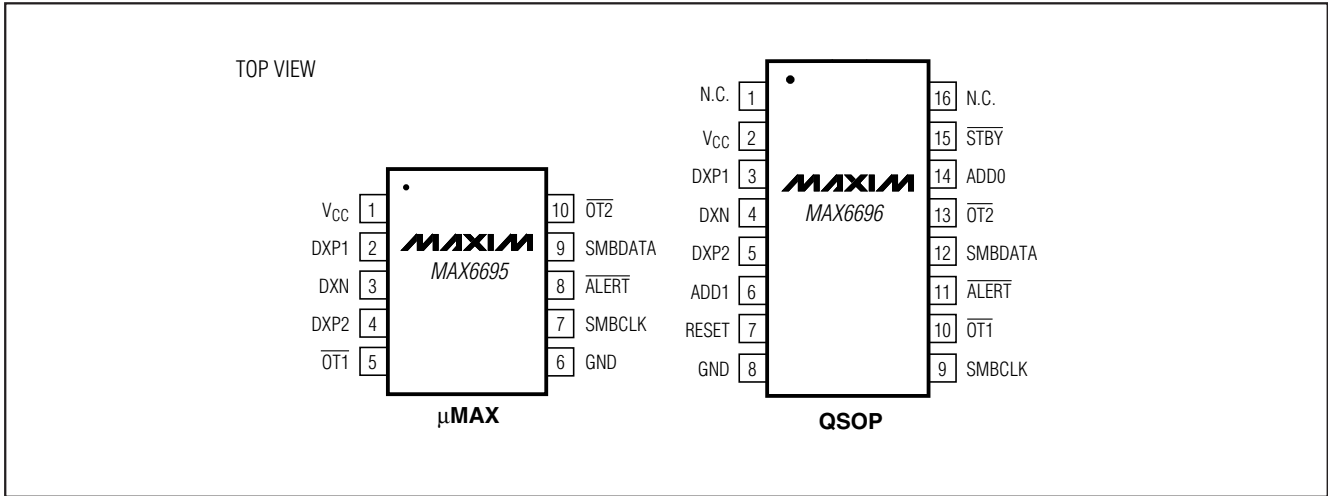 TOP VIEW
VCC 1
DXP1 2
DXN 3
DXP2 4
OT1 5
10 OT2
9 SMBDATA
8 ALERT
7 SMBCLK
6 GND
MAXIM
MAX6695
µMAX
N.C. 1
VCC 2
DXP1 3
DXN 4
DXP2 5
ADD1 6
RESET 7
GND 8
16 N.C.
15 STBY
14 ADD0
13 OT2
12 SMBDATA
11 ALERT
10 OT1
9 SMBCLK
MAXIM
MAX6696
QSOP